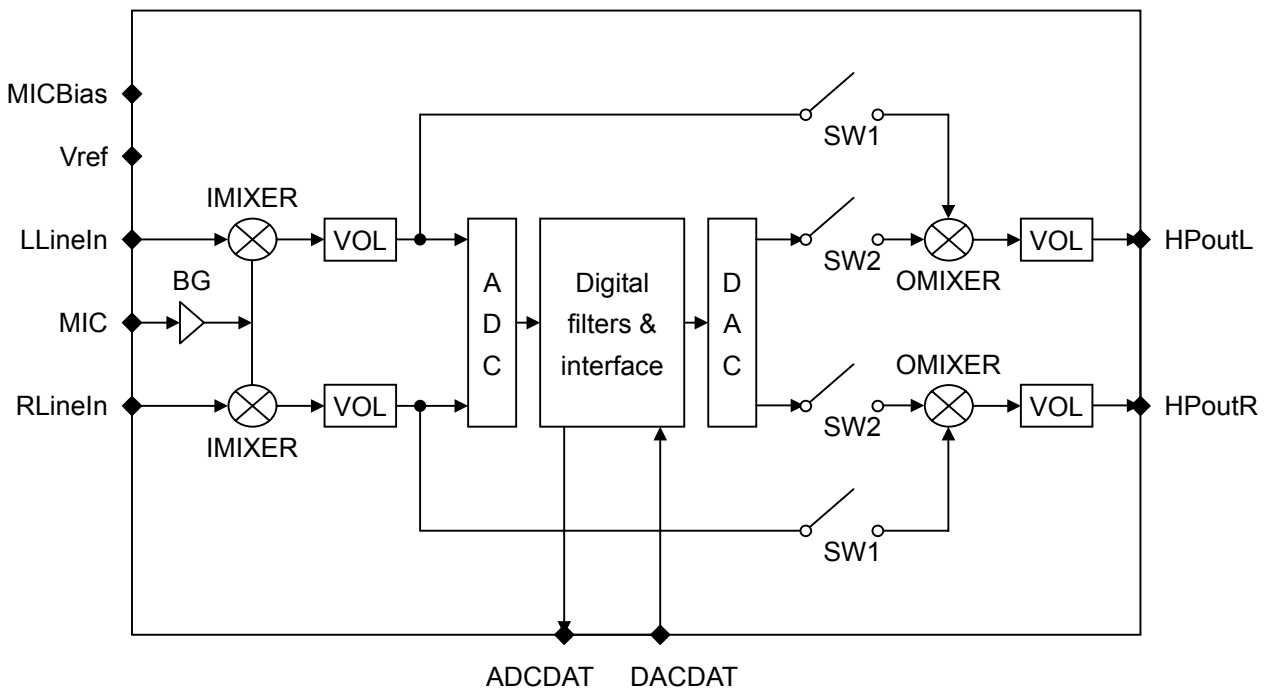 MICBias
Vref
LLineIn
MIC
RLineIn
IMIXER
BG
IMIXER
VOL
VOL
A
D
C
Digital
filters &
interface
D
A
C
SW1
SW2
SW2
SW1
OMIXER
OMIXER
VOL
VOL
HPoutL
HPoutR
ADCDAT
DACDAT